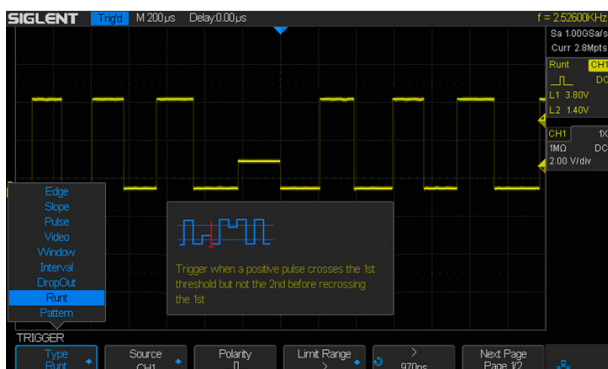 SIGLENT Trig'd M 200μs Delay:0.00μs f = 2.52600KHz
Sa 1.00GSa/s
Curr 2.8Mpts
Runt CH1
DC
L1 3.80V
L2 1.40V
CH1 1X
1MΩ DC
2.00 V/div
Edge
Slope
Pulse
Video
Window
Interval
DropOut
Runt
Pattern
Trigger when a positive pulse crosses the 1st
threshold but not the 2nd before recrossing
the 1st
TRIGGER
Type Source Polarity Limit Range > Next Page
Runt CH1 > 970ns Page 1/2